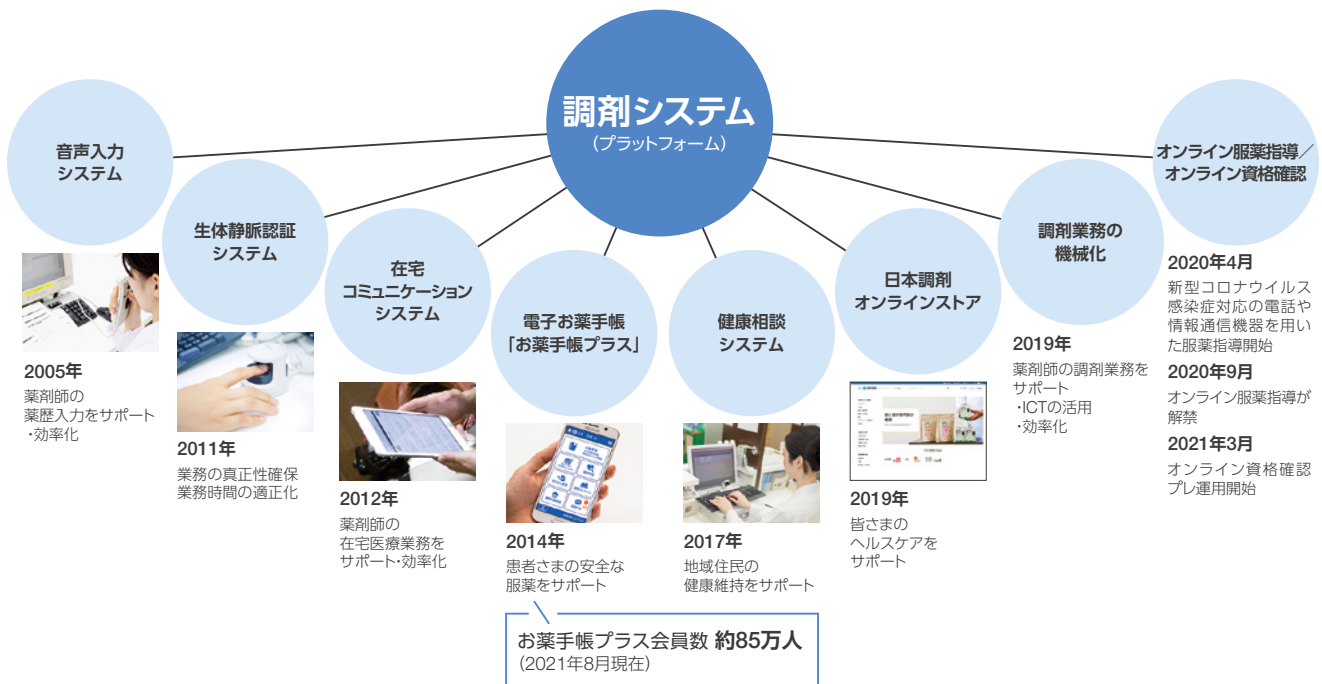 調剤システム
(プラットフォーム)
音声入力
システム
2005年
薬剤師の
薬歴入力をサポート
・効率化
生体静脈認証
システム
2011年
業務の真正性確保
業務時間の適正化
在宅
コミュニケーション
システム
2012年
薬剤師の
在宅医療業務を
サポート・効率化
電子お薬手帳
「お薬手帳プラス」
2014年
患者さまの安全な
服薬をサポート
お薬手帳プラス会員数 約85万人
(2021年8月現在)
健康相談
システム
2017年
地域住民の
健康維持をサポート
日本調剤
オンラインストア
2019年
皆さまの
ヘルスケアを
サポート
調剤業務の
機械化
2019年
薬剤師の調剤業務を
サポート
・ICTの活用
・効率化
オンライン服薬指導／
オンライン資格確認
2020年4月
新型コロナウイルス
感染症対応の電話や
情報通信機器を用い
た服薬指導開始
2020年9月
オンライン服薬指導が
解禁
2021年3月
オンライン資格確認
プレ運用開始